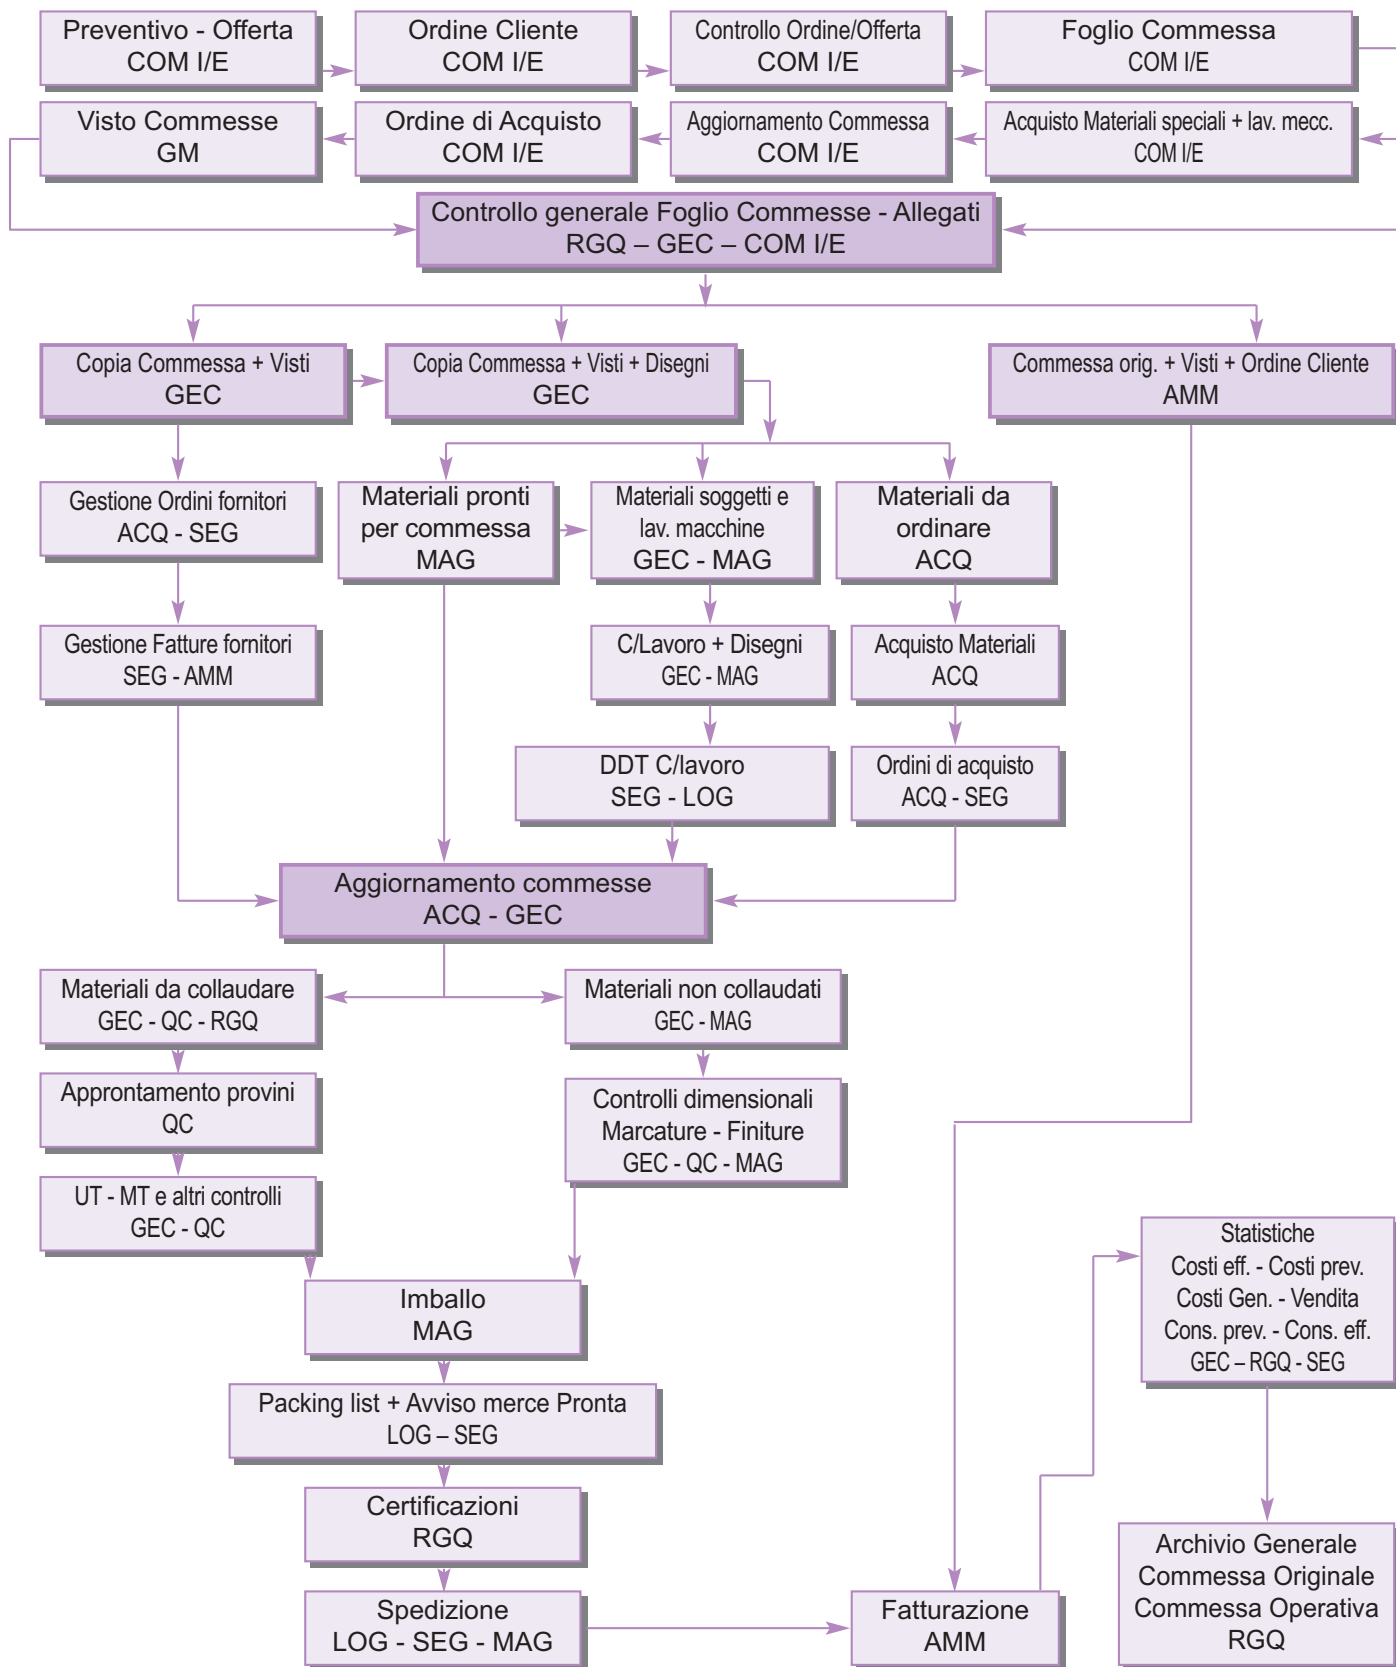 Preventivo - Offerta
COM I/E
Ordine Cliente
COM I/E
Controllo Ordine/Offerta
COM I/E
Foglio Commessa
COM I/E
Visto Commesse
GM
Ordine di Acquisto
COM I/E
Aggiornamento Commessa
COM I/E
Acquisto Materiali speciali + lav. mecc.
COM I/E
Controllo generale Foglio Commesse - Allegati
RGQ – GEC – COM I/E
Copia Commessa + Visti
GEC
Copia Commessa + Visti + Disegni
GEC
Commessa orig. + Visti + Ordine Cliente
AMM
Gestione Ordini fornitori
ACQ - SEG
Materiali pronti
per commessa
MAG
Materiali soggetti e
lav. macchine
GEC - MAG
Materiali da
ordinare
ACQ
Gestione Fatture fornitori
SEG - AMM
C/Lavoro + Disegni
GEC - MAG
Acquisto Materiali
ACQ
DDT C/lavoro
SEG - LOG
Ordini di acquisto
ACQ - SEG
Aggiornamento commesse
ACQ - GEC
Materiali da collaudare
GEC - QC - RGQ
Materiali non collaudati
GEC - MAG
Approntamento provini
QC
Controlli dimensionali
Marcature - Finiture
GEC - QC - MAG
UT - MT e altri controlli
GEC - QC
Statistiche
Costi eff. - Costi prev.
Costi Gen. - Vendita
Cons. prev. - Cons. eff.
GEC – RGQ - SEG
Imballo
MAG
Packing list + Avviso merce Pronta
LOG – SEG
Certificazioni
RGQ
Archivio Generale
Commessa Originale
Commessa Operativa
RGQ
Spedizione
LOG - SEG - MAG
Fatturazione
AMM